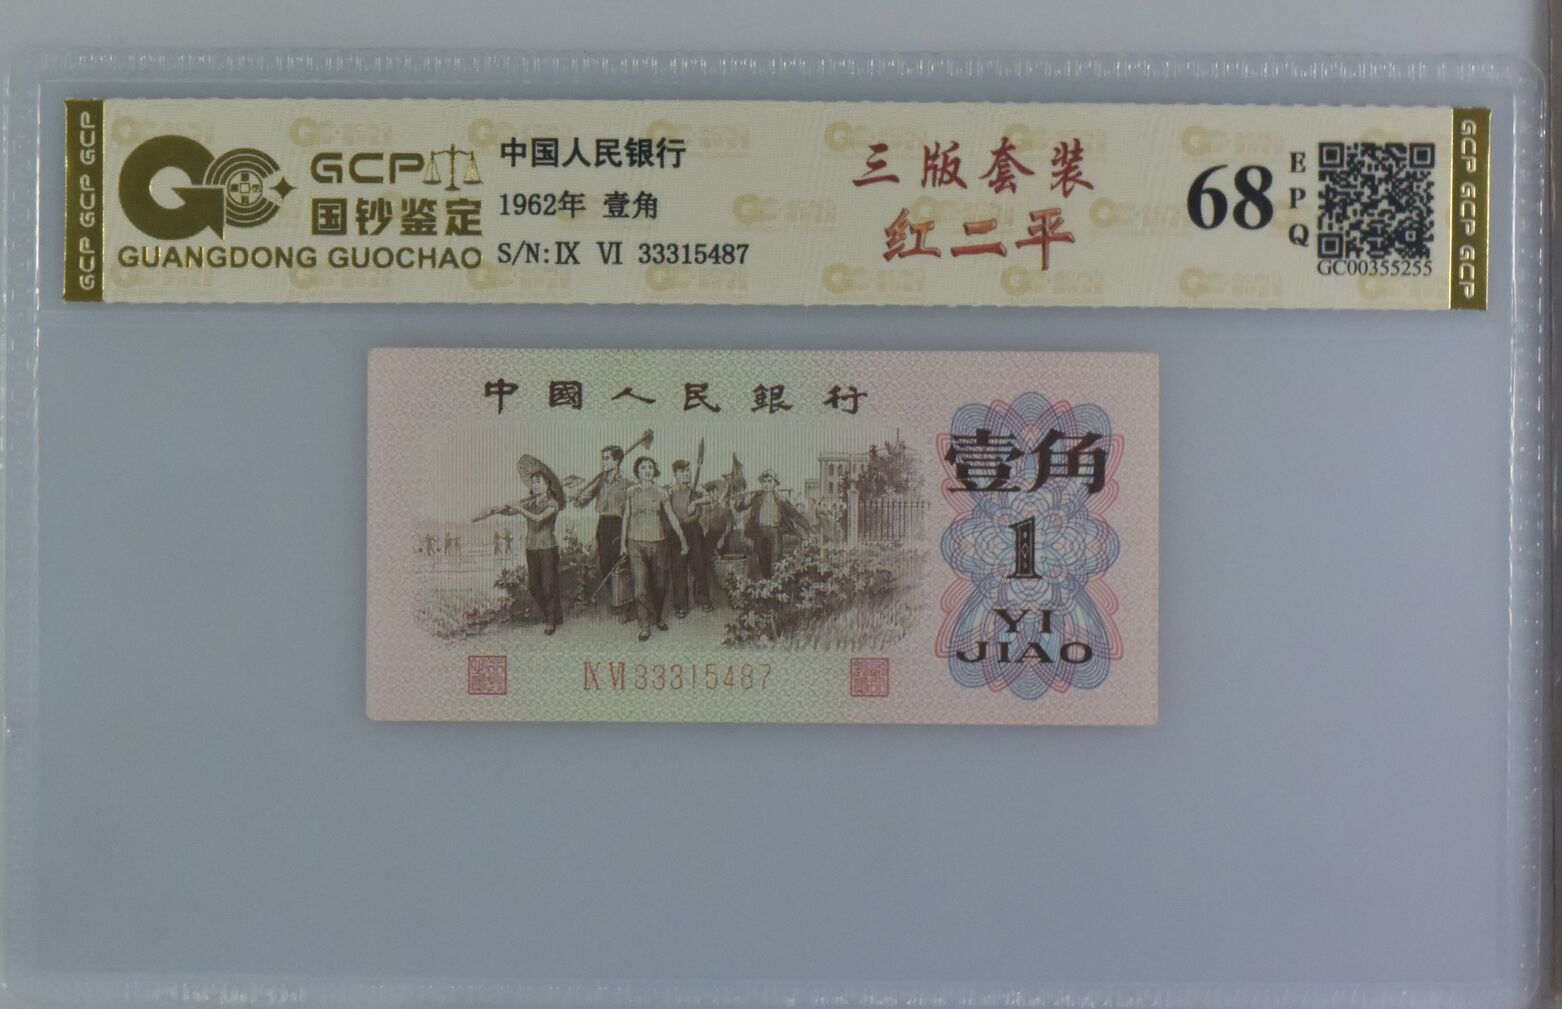 GCP GCP GCP
GCP
国钞鉴定
GUANGDONG GUOCHAO
中国人民银行
1962年 壹角
S/N:Ⅸ Ⅵ 33315487
三版套装
红二平
68
EPQ
GC00355255
GCP GCP GCP
中國人民銀行
壹角
1
YI
JIAO
Ⅸ Ⅵ 33315487